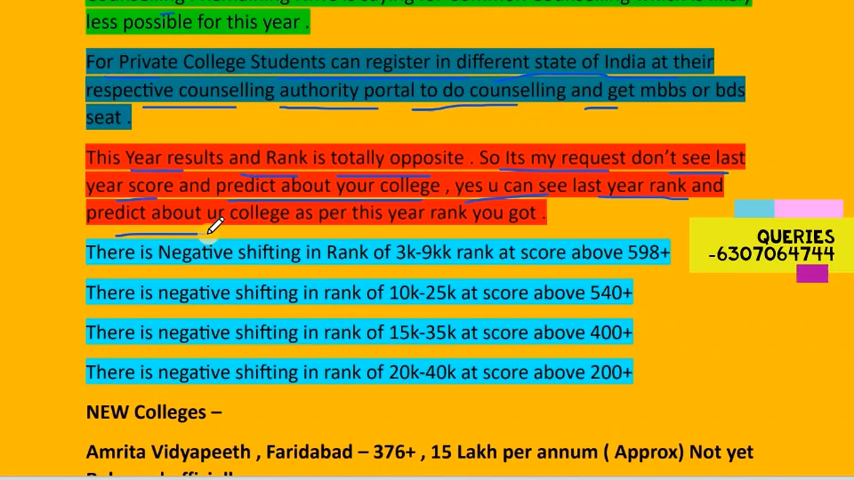 less possible for this year .
For Private College Students can register in different state of India at their
respective counselling authority portal to do counselling and get mbbs or bds
seat .
This Year results and Rank is totally opposite . So Its my request don't see last
year score and predict about your college , yes u can see last year rank and
predict about ur college as per this year rank you got .
QUERIES
-6307064744
There is Negative shifting in Rank of 3k-9kk rank at score above 598+
There is negative shifting in rank of 10k-25k at score above 540+
There is negative shifting in rank of 15k-35k at score above 400+
There is negative shifting in rank of 20k-40k at score above 200+
NEW Colleges –
Amrita Vidyapeeth , Faridabad – 376+ , 15 Lakh per annum ( Approx) Not yet